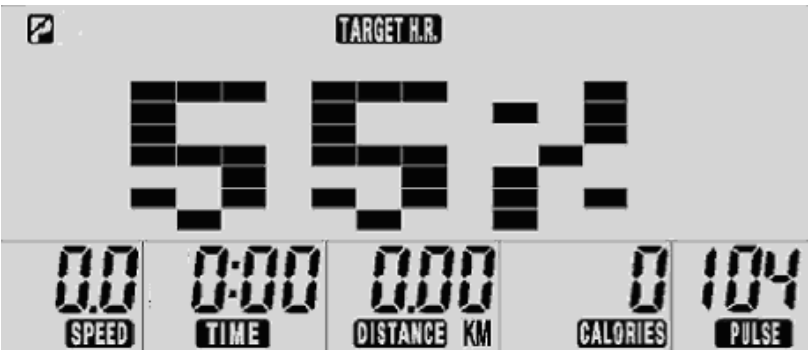 TARGET H.R.
55%
0.0 0:00 0.00 0 104
SPEED TIME DISTANCE KM CALORIES PULSE